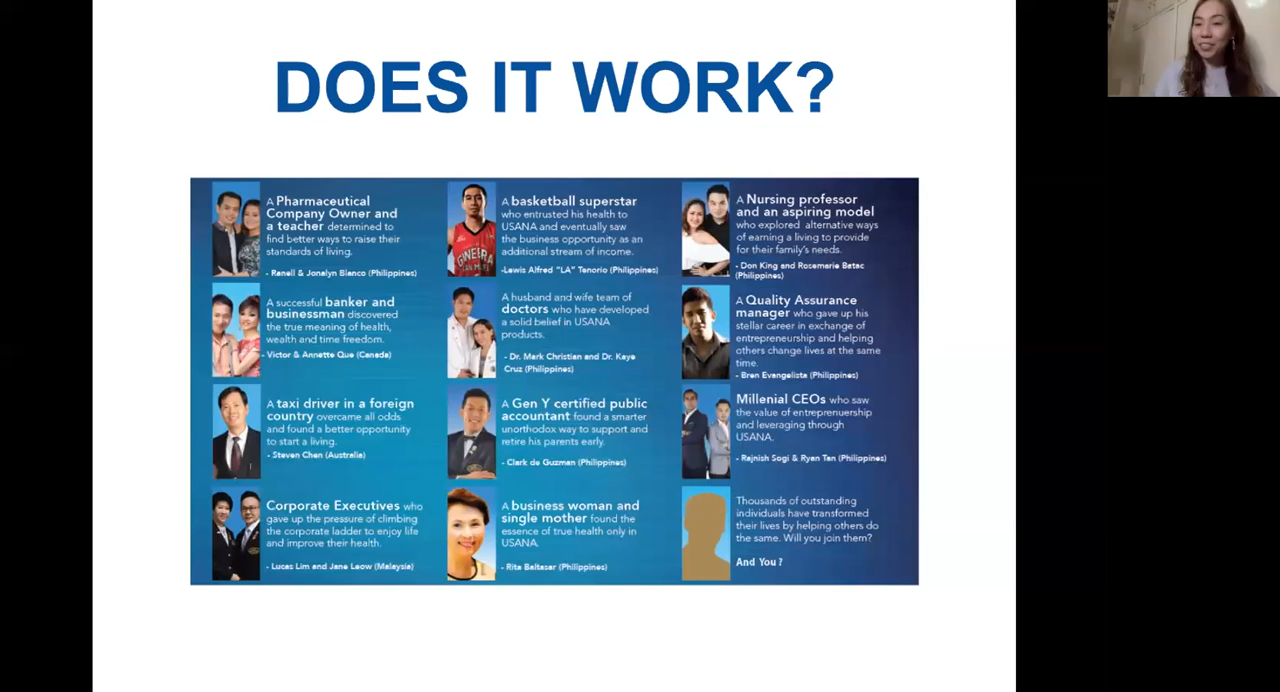 DOES IT WORK?
A Pharmaceutical
Company Owner and
a teacher determined to
find better ways to raise their
standards of living.
- Ranell & Jonalyn Blanco (Philippines)
A basketball superstar
who entrusted his health to
USANA and eventually saw
the business opportunity as an
additional stream of income.
-Lewis Alfred "LA" Tenorio (Philippines)
A Nursing professor
and an aspiring model
who explored alternative ways
of earning a living to provide
for their family's needs.
- Don King and Rosemarie Batac
(Philippines)
A successful banker and
businessman discovered
the true meaning of health,
wealth and time freedom.
- Victor & Annette Que (Canada)
A husband and wife team of
doctors who have developed
a solid belief in USANA
products.
- Dr. Mark Christian and Dr. Kaye
Cruz (Philippines)
A Quality Assurance
manager who gave up his
stellar career in exchange of
entrepreneurship and helping
others change lives at the same
time.
- Bren Evangelista (Philippines)
A taxi driver in a foreign
country overcame all odds
and found a better opportunity
to start a living.
- Steven Chen (Australia)
A Gen Y certified public
accountant found a smarter
unorthodox way to support and
retire his parents early.
- Clark de Guzman (Philippines)
Millenial CEOs who saw
the value of entreprenuership
and leveraging through
USANA.
- Rajnish Sogi & Ryan Tan (Philippines)
Corporate Executives who
gave up the pressure of climbing
the corporate ladder to enjoy life
and improve their health.
- Lucas Lim and Jane Leow (Malaysia)
A business woman and
single mother found the
essence of true health only in
USANA.
- Rita Baltasar (Philippines)
Thousands of outstanding
individuals have transformed
their lives by helping others do
the same. Will you join them?
And You?
GINEBRA
SAN MIGUEL